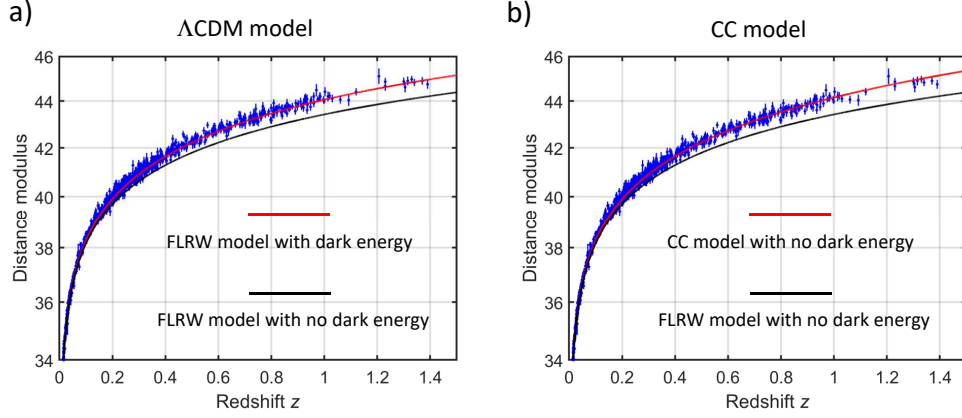 a)
ΛCDM model
46
44
42
40
38
36
34
Distance modulus
FLRW model with dark energy
FLRW model with no dark energy
0 0.2 0.4 0.6 0.8 1 1.2 1.4
Redshift z
b)
CC model
46
44
42
40
38
36
34
Distance modulus
CC model with no dark energy
FLRW model with no dark energy
0 0.2 0.4 0.6 0.8 1 1.2 1.4
Redshift z